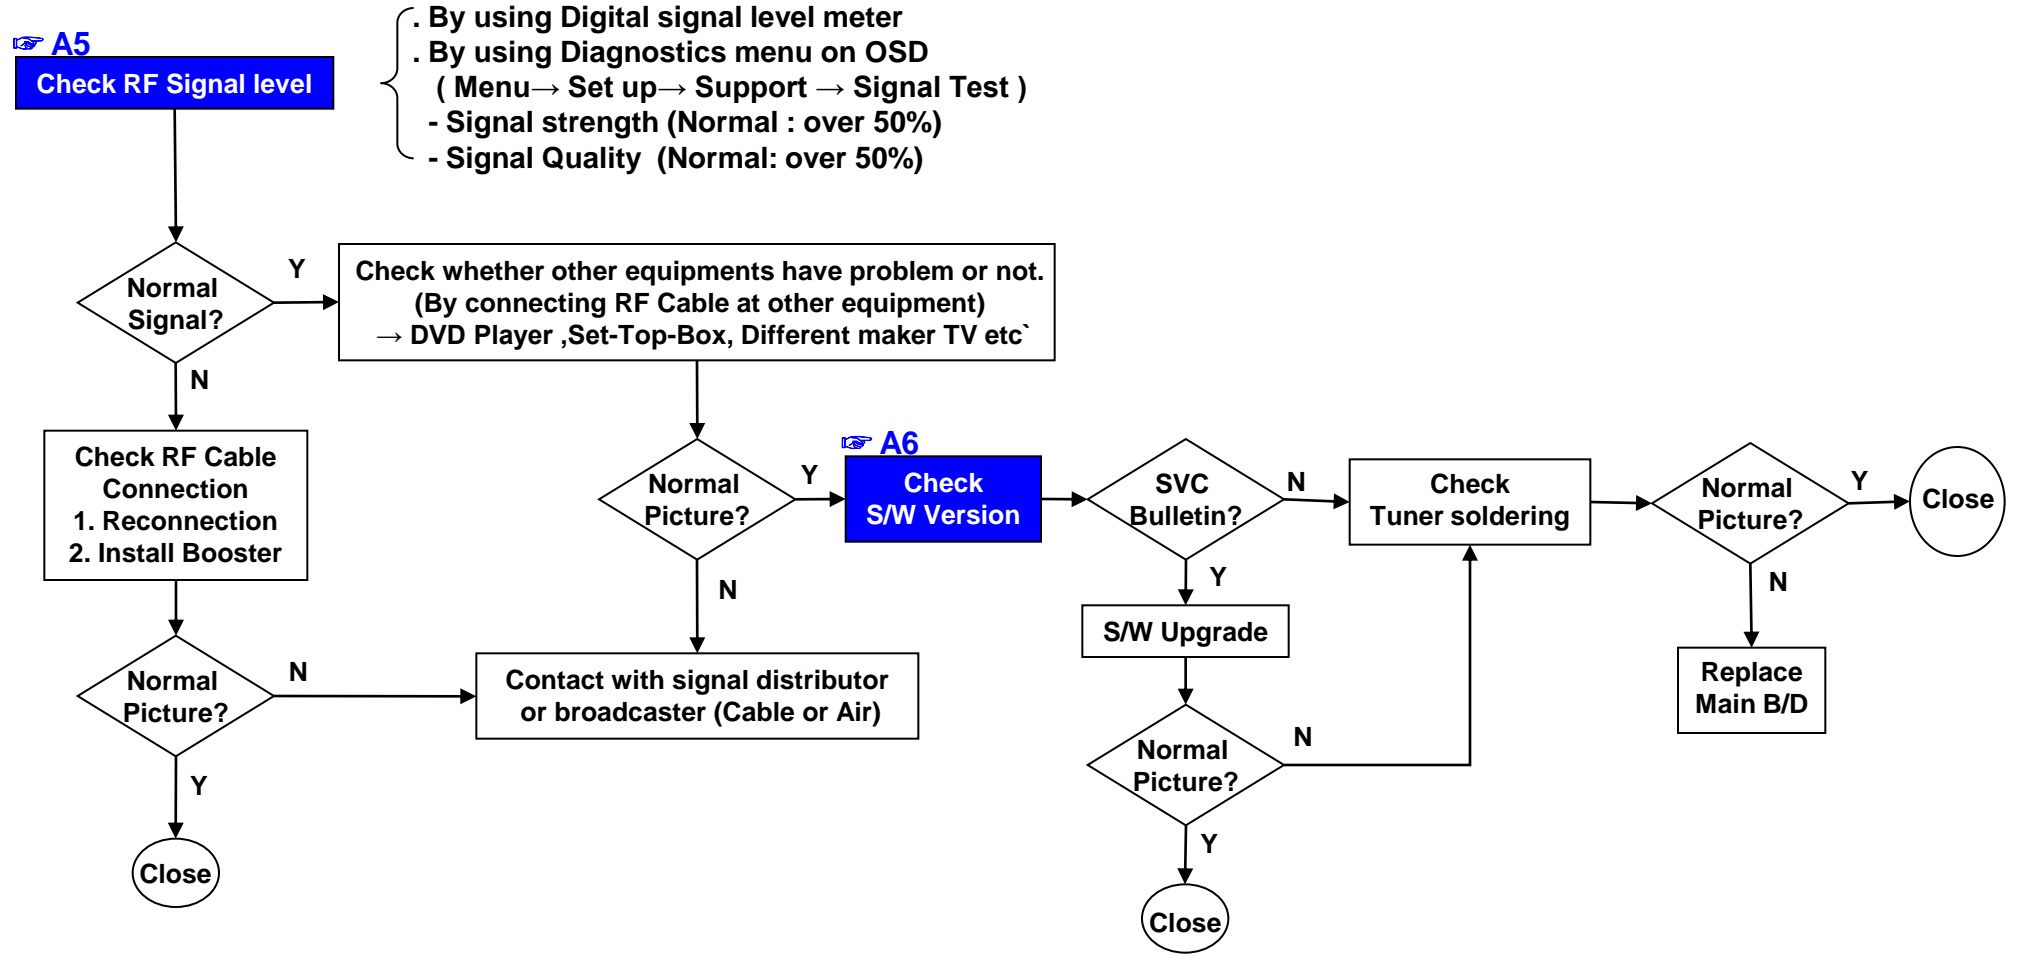 . By using Digital signal level meter
☞ A5
. By using Diagnostics menu on OSD
Check RF Signal level
( Menu→ Set up→ Support → Signal Test )
- Signal strength (Normal : over 50%)
- Signal Quality (Normal: over 50%)
Normal
Signal?
Y
N
Check whether other equipments have problem or not.
(By connecting RF Cable at other equipment)
→ DVD Player ,Set-Top-Box, Different maker TV etc`
Check RF Cable
Connection
1. Reconnection
2. Install Booster
Normal
Picture?
Y
N
☞ A6
Check
S/W Version
SVC
Bulletin?
N
Y
Check
Tuner soldering
Normal
Picture?
Y
Close
N
Replace
Main B/D
S/W Upgrade
Normal
Picture?
N
Y
Close
Normal
Picture?
N
Contact with signal distributor
or broadcaster (Cable or Air)
Y
Close